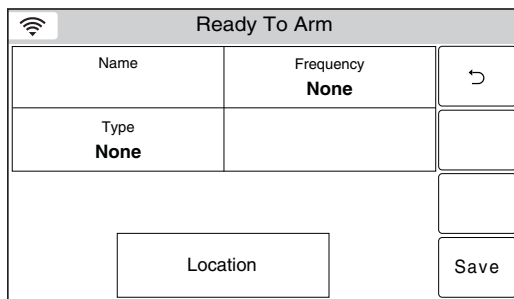 Ready To Arm
Name
Frequency
None
Type
None
Location
Save